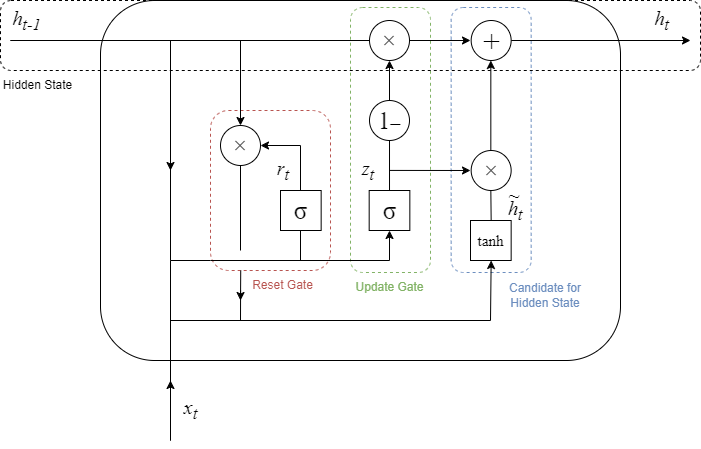 h_{t-1}
h_t
×
+
Hidden State
1-
×
×
r_t
z_t
σ
σ
h̃_t
tanh
Reset Gate
Update Gate
Candidate for
Hidden State
x_t